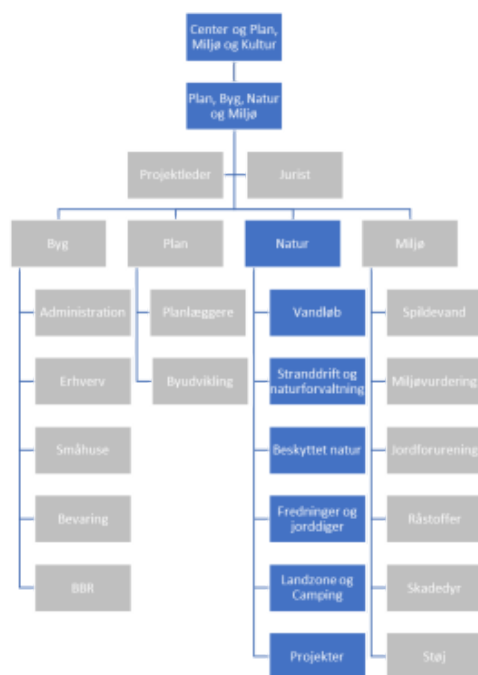 Center og Plan,
Miljø og Kultur
Plan, Byg, Natur
og Miljø
Projektleder
Jurist
Byg
Plan
Natur
Miljø
Administration
Erhverv
Småhuse
Bevaring
BBR
Planlæggere
Byudvikling
Vandløb
Stranddrift og
naturforvaltning
Beskyttet natur
Fredninger og
jorddiger
Landzone og
Camping
Projekter
Spildevand
Miljøvurdering
Jordforurening
Råstoffer
Skadedyr
Støj